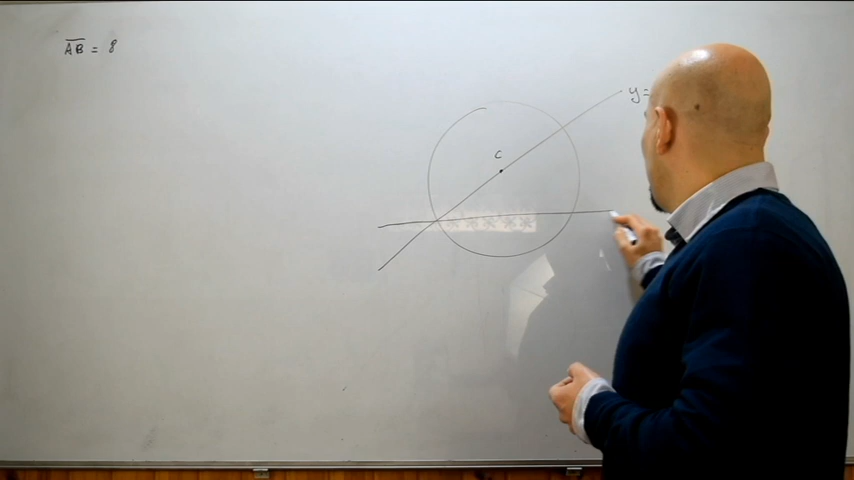 AB = 8
C
y=